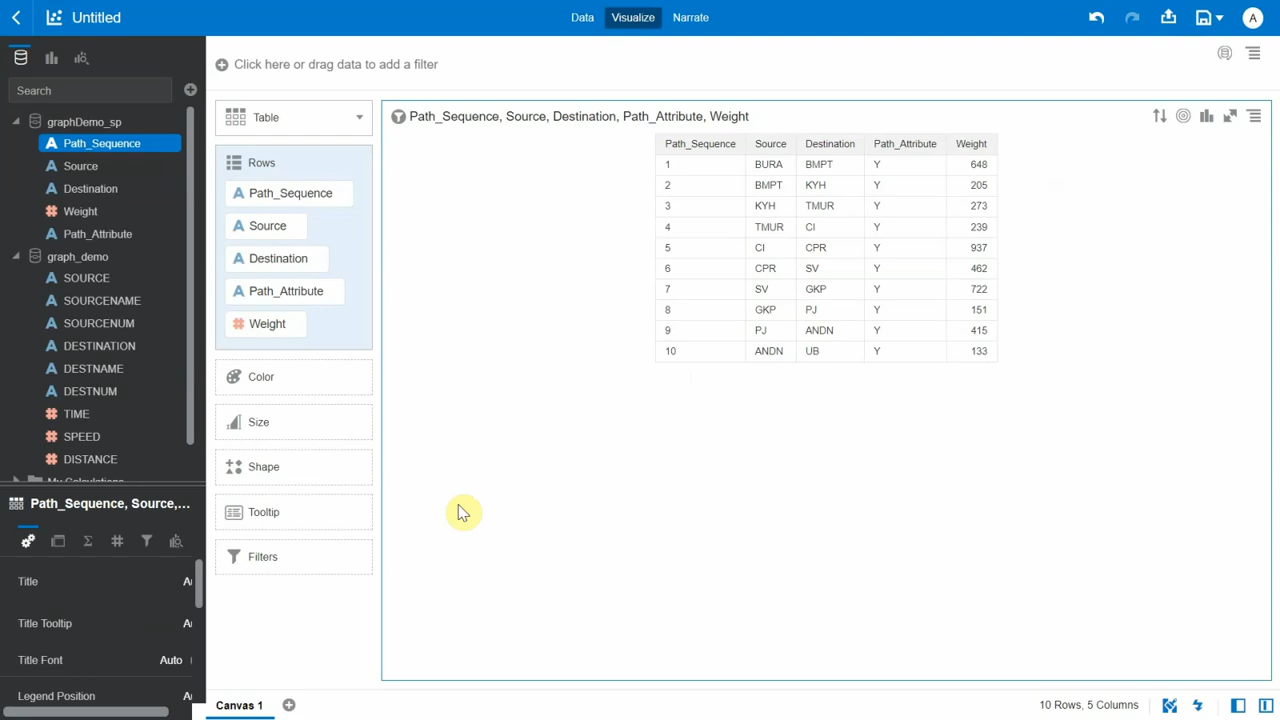 Untitled
Data Visualize Narrate
A
Search
graphDemo_sp
A Path_Sequence
A Source
A Destination
Weight
A Path_Attribute
graph_demo
A SOURCE
A SOURCENAME
A SOURCENUM
A DESTINATION
A DESTNAME
A DESTNUM
TIME
SPEED
DISTANCE
My Calculations
Path_Sequence, Source,...
Title Au
Title Tooltip Au
Title Font Auto
Legend Position Au
Click here or drag data to add a filter
Table
Rows
A Path_Sequence
A Source
A Destination
A Path_Attribute
Weight
Color
Size
Shape
Tooltip
Filters
Path_Sequence, Source, Destination, Path_Attribute, Weight
Path_Sequence Source Destination Path_Attribute Weight
1 BURA BMPT Y 648
2 BMPT KYH Y 205
3 KYH TMUR Y 273
4 TMUR CI Y 239
5 CI CPR Y 937
6 CPR SV Y 462
7 SV GKP Y 722
8 GKP PJ Y 151
9 PJ ANDN Y 415
10 ANDN UB Y 133
Canvas 1
10 Rows, 5 Columns